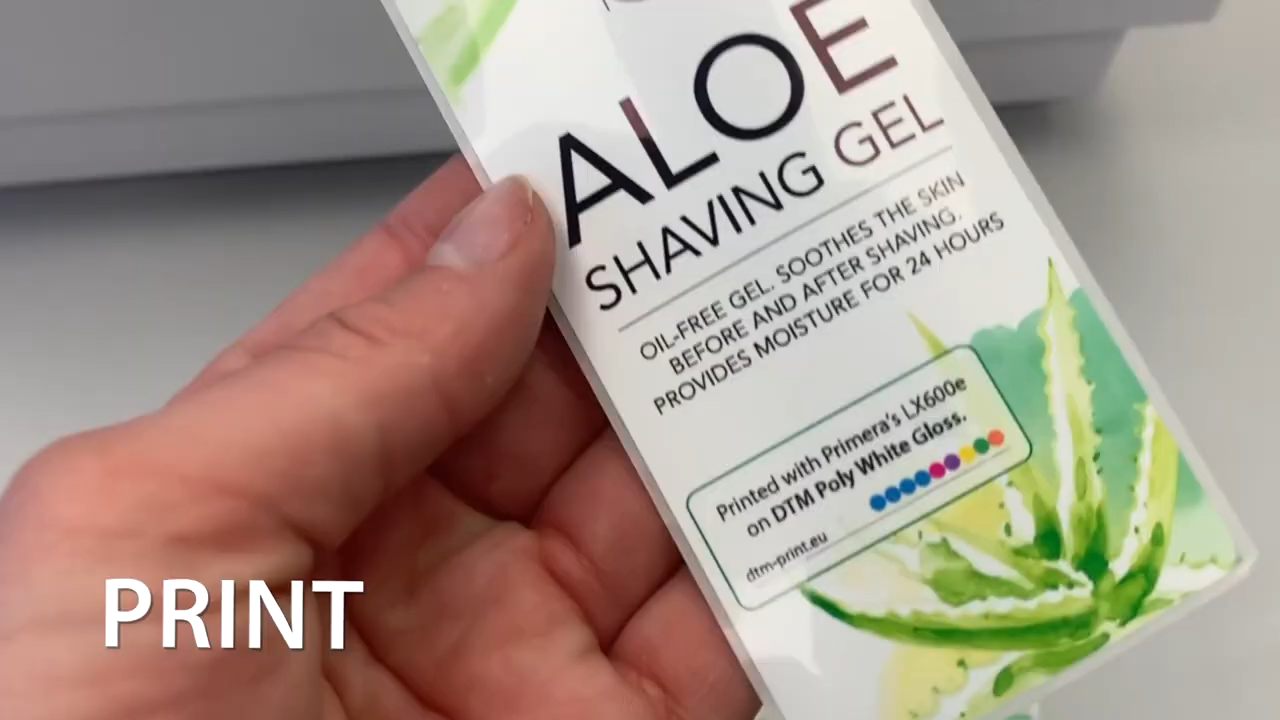 ALOE
SHAVING GEL
OIL-FREE GEL. SOOTHES THE SKIN
BEFORE AND AFTER SHAVING.
PROVIDES MOISTURE FOR 24 HOURS
Printed with Primera's LX600e
on DTM Poly White Gloss.
dtm-print.eu
PRINT